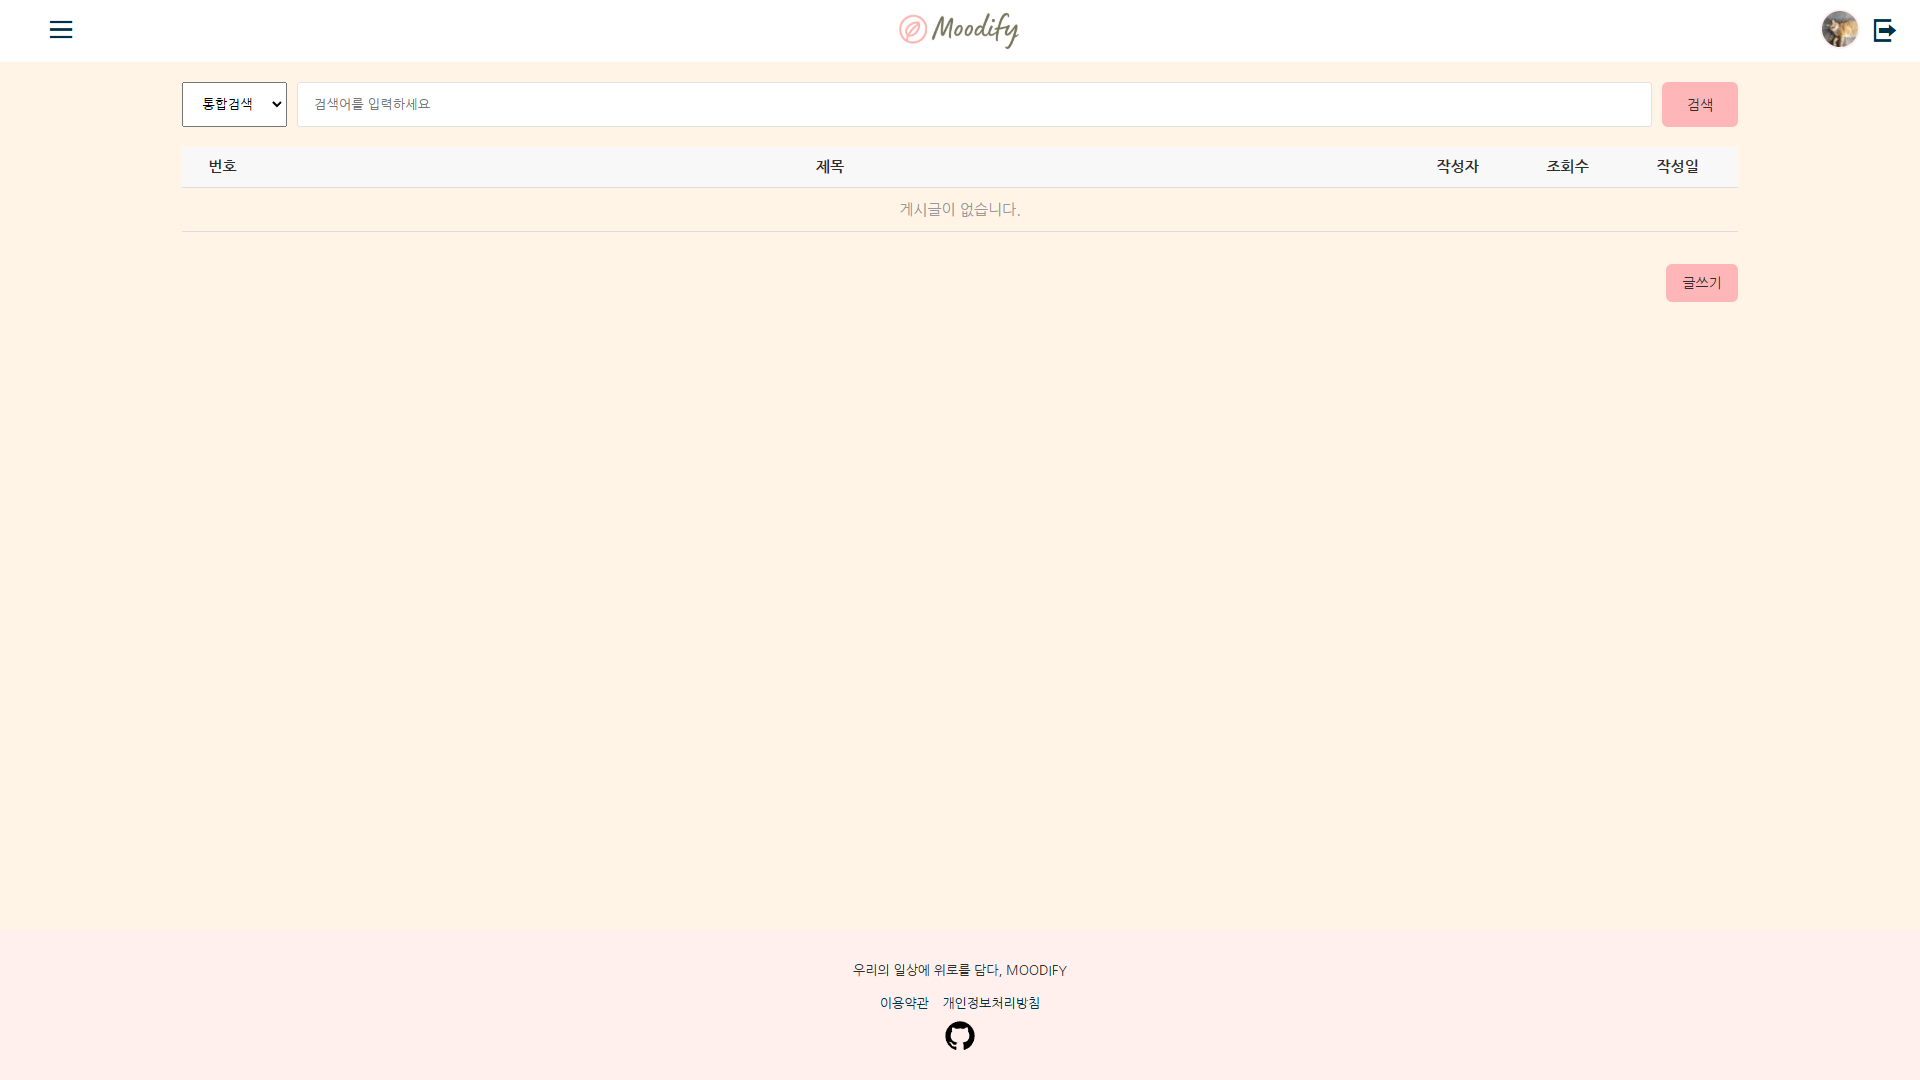 Moodify
통합검색 검색어를 입력하세요 검색
번호 제목 작성자 조회수 작성일
게시글이 없습니다.
글쓰기
우리의 일상에 위로를 담다, MOODIFY
이용약관 개인정보처리방침